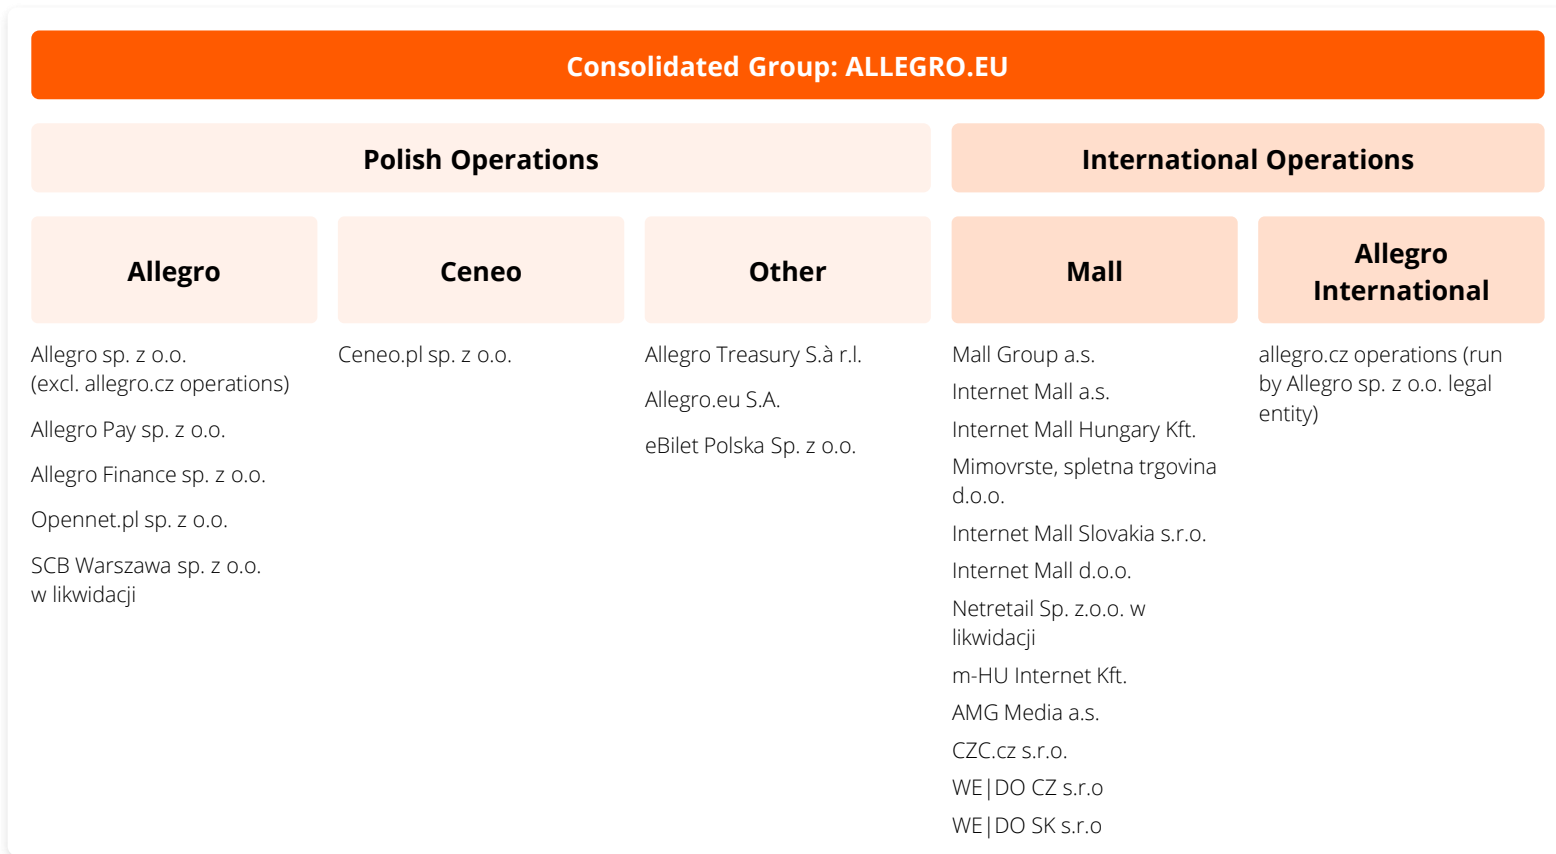 Consolidated Group: ALLEGRO.EU
Polish Operations
International Operations
Allegro
Ceneo
Other
Mall
Allegro
International
Allegro sp. z o.o.
(excl. allegro.cz operations)
Allegro Pay sp. z o.o.
Allegro Finance sp. z o.o.
Opennet.pl sp. z o.o.
SCB Warszawa sp. z o.o.
w likwidacji
Ceneo.pl sp. z o.o.
Allegro Treasury S.à r.l.
Allegro.eu S.A.
eBilet Polska Sp. z o.o.
Mall Group a.s.
Internet Mall a.s.
Internet Mall Hungary Kft.
Mimovrste, spletna trgovina
d.o.o.
Internet Mall Slovakia s.r.o.
Internet Mall d.o.o.
Netretail Sp. z.o.o. w
likwidacji
m-HU Internet Kft.
AMG Media a.s.
CZC.cz s.r.o.
WE|DO CZ s.r.o
WE|DO SK s.r.o
allegro.cz operations (run
by Allegro sp. z o.o. legal
entity)